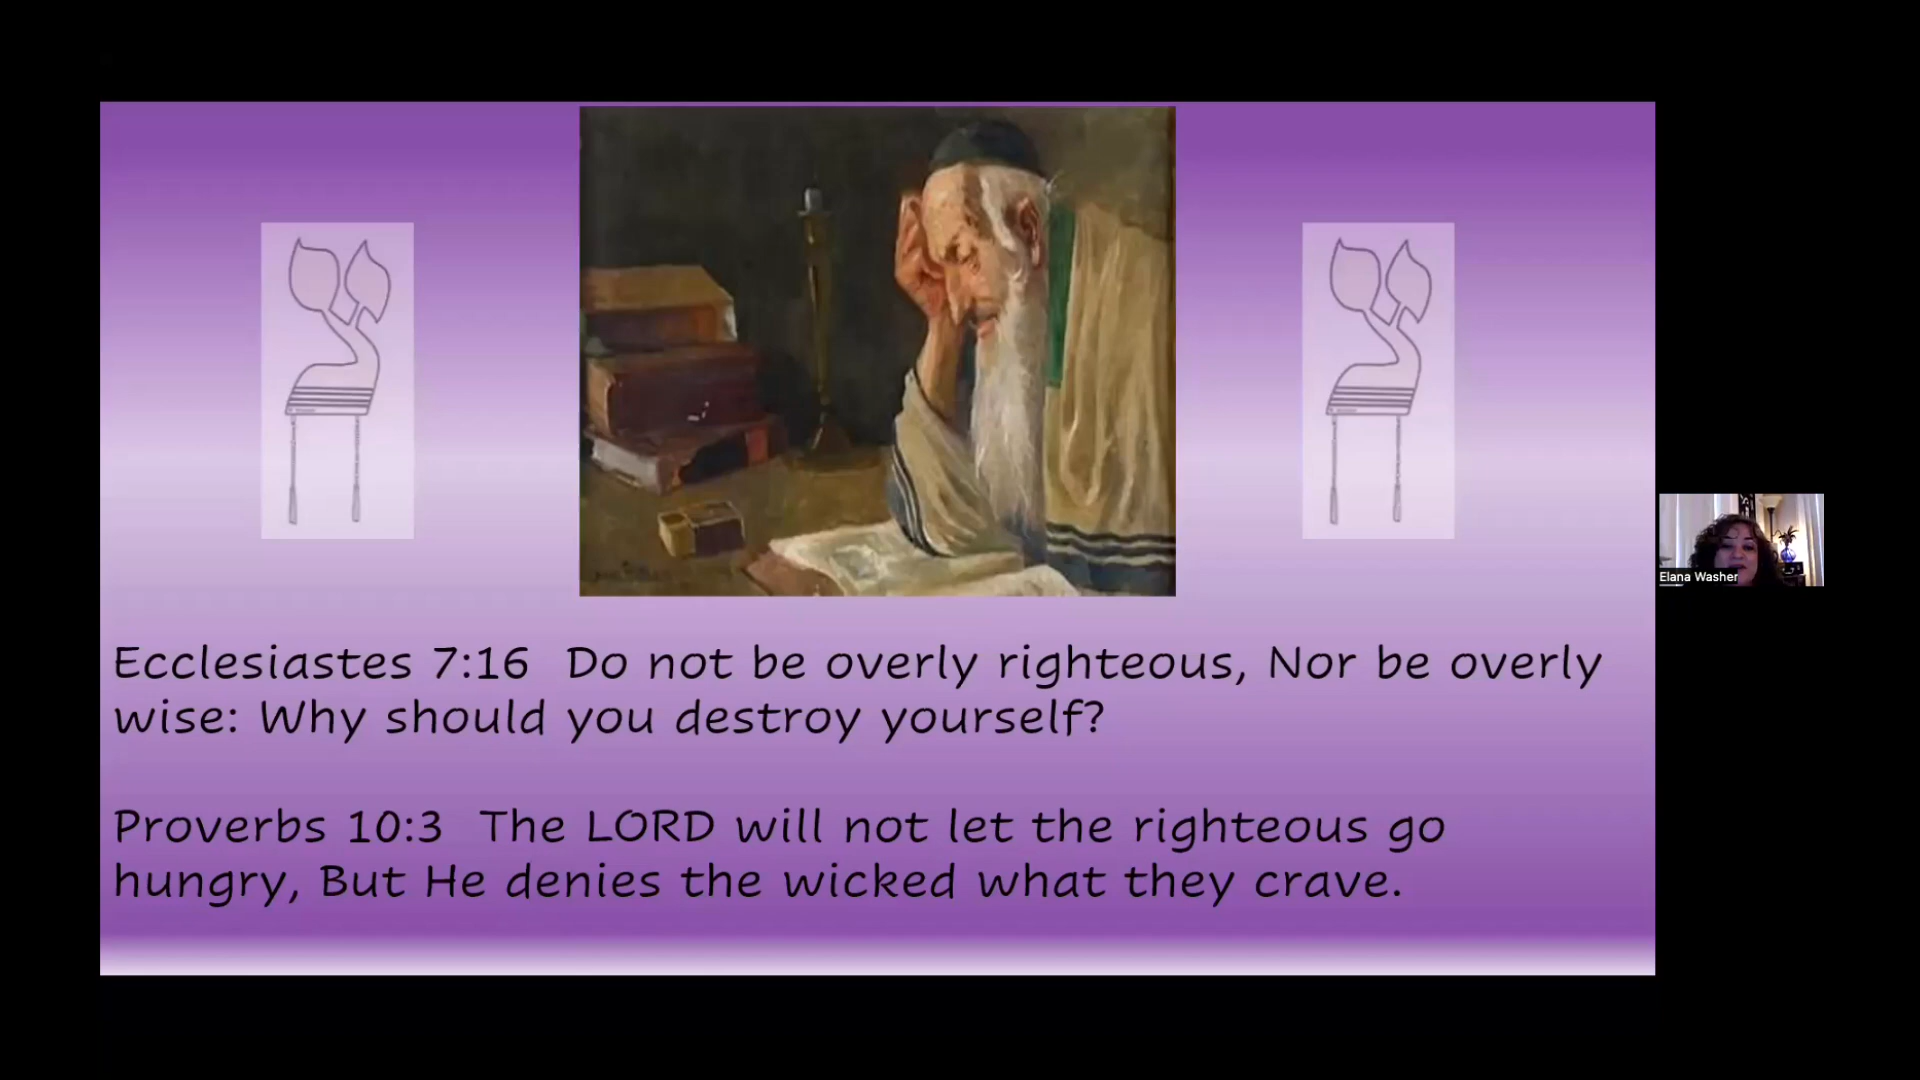 Ecclesiastes 7:16 Do not be overly righteous, Nor be overly
wise: Why should you destroy yourself?
Proverbs 10:3 The LORD will not let the righteous go
hungry, But He denies the wicked what they crave.
Elana Washer